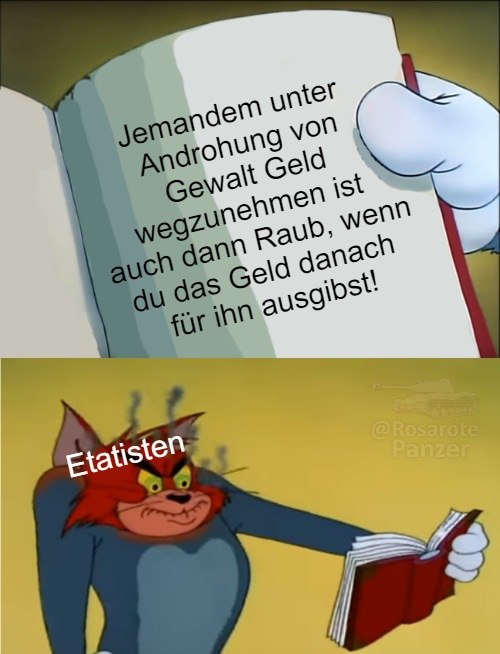 Jemandem unter
Androhung von
Gewalt Geld
wegzunehmen ist
auch dann Raub, wenn
du das Geld danach
für ihn ausgibst!
Etatisten
@Rosarote
Panzer